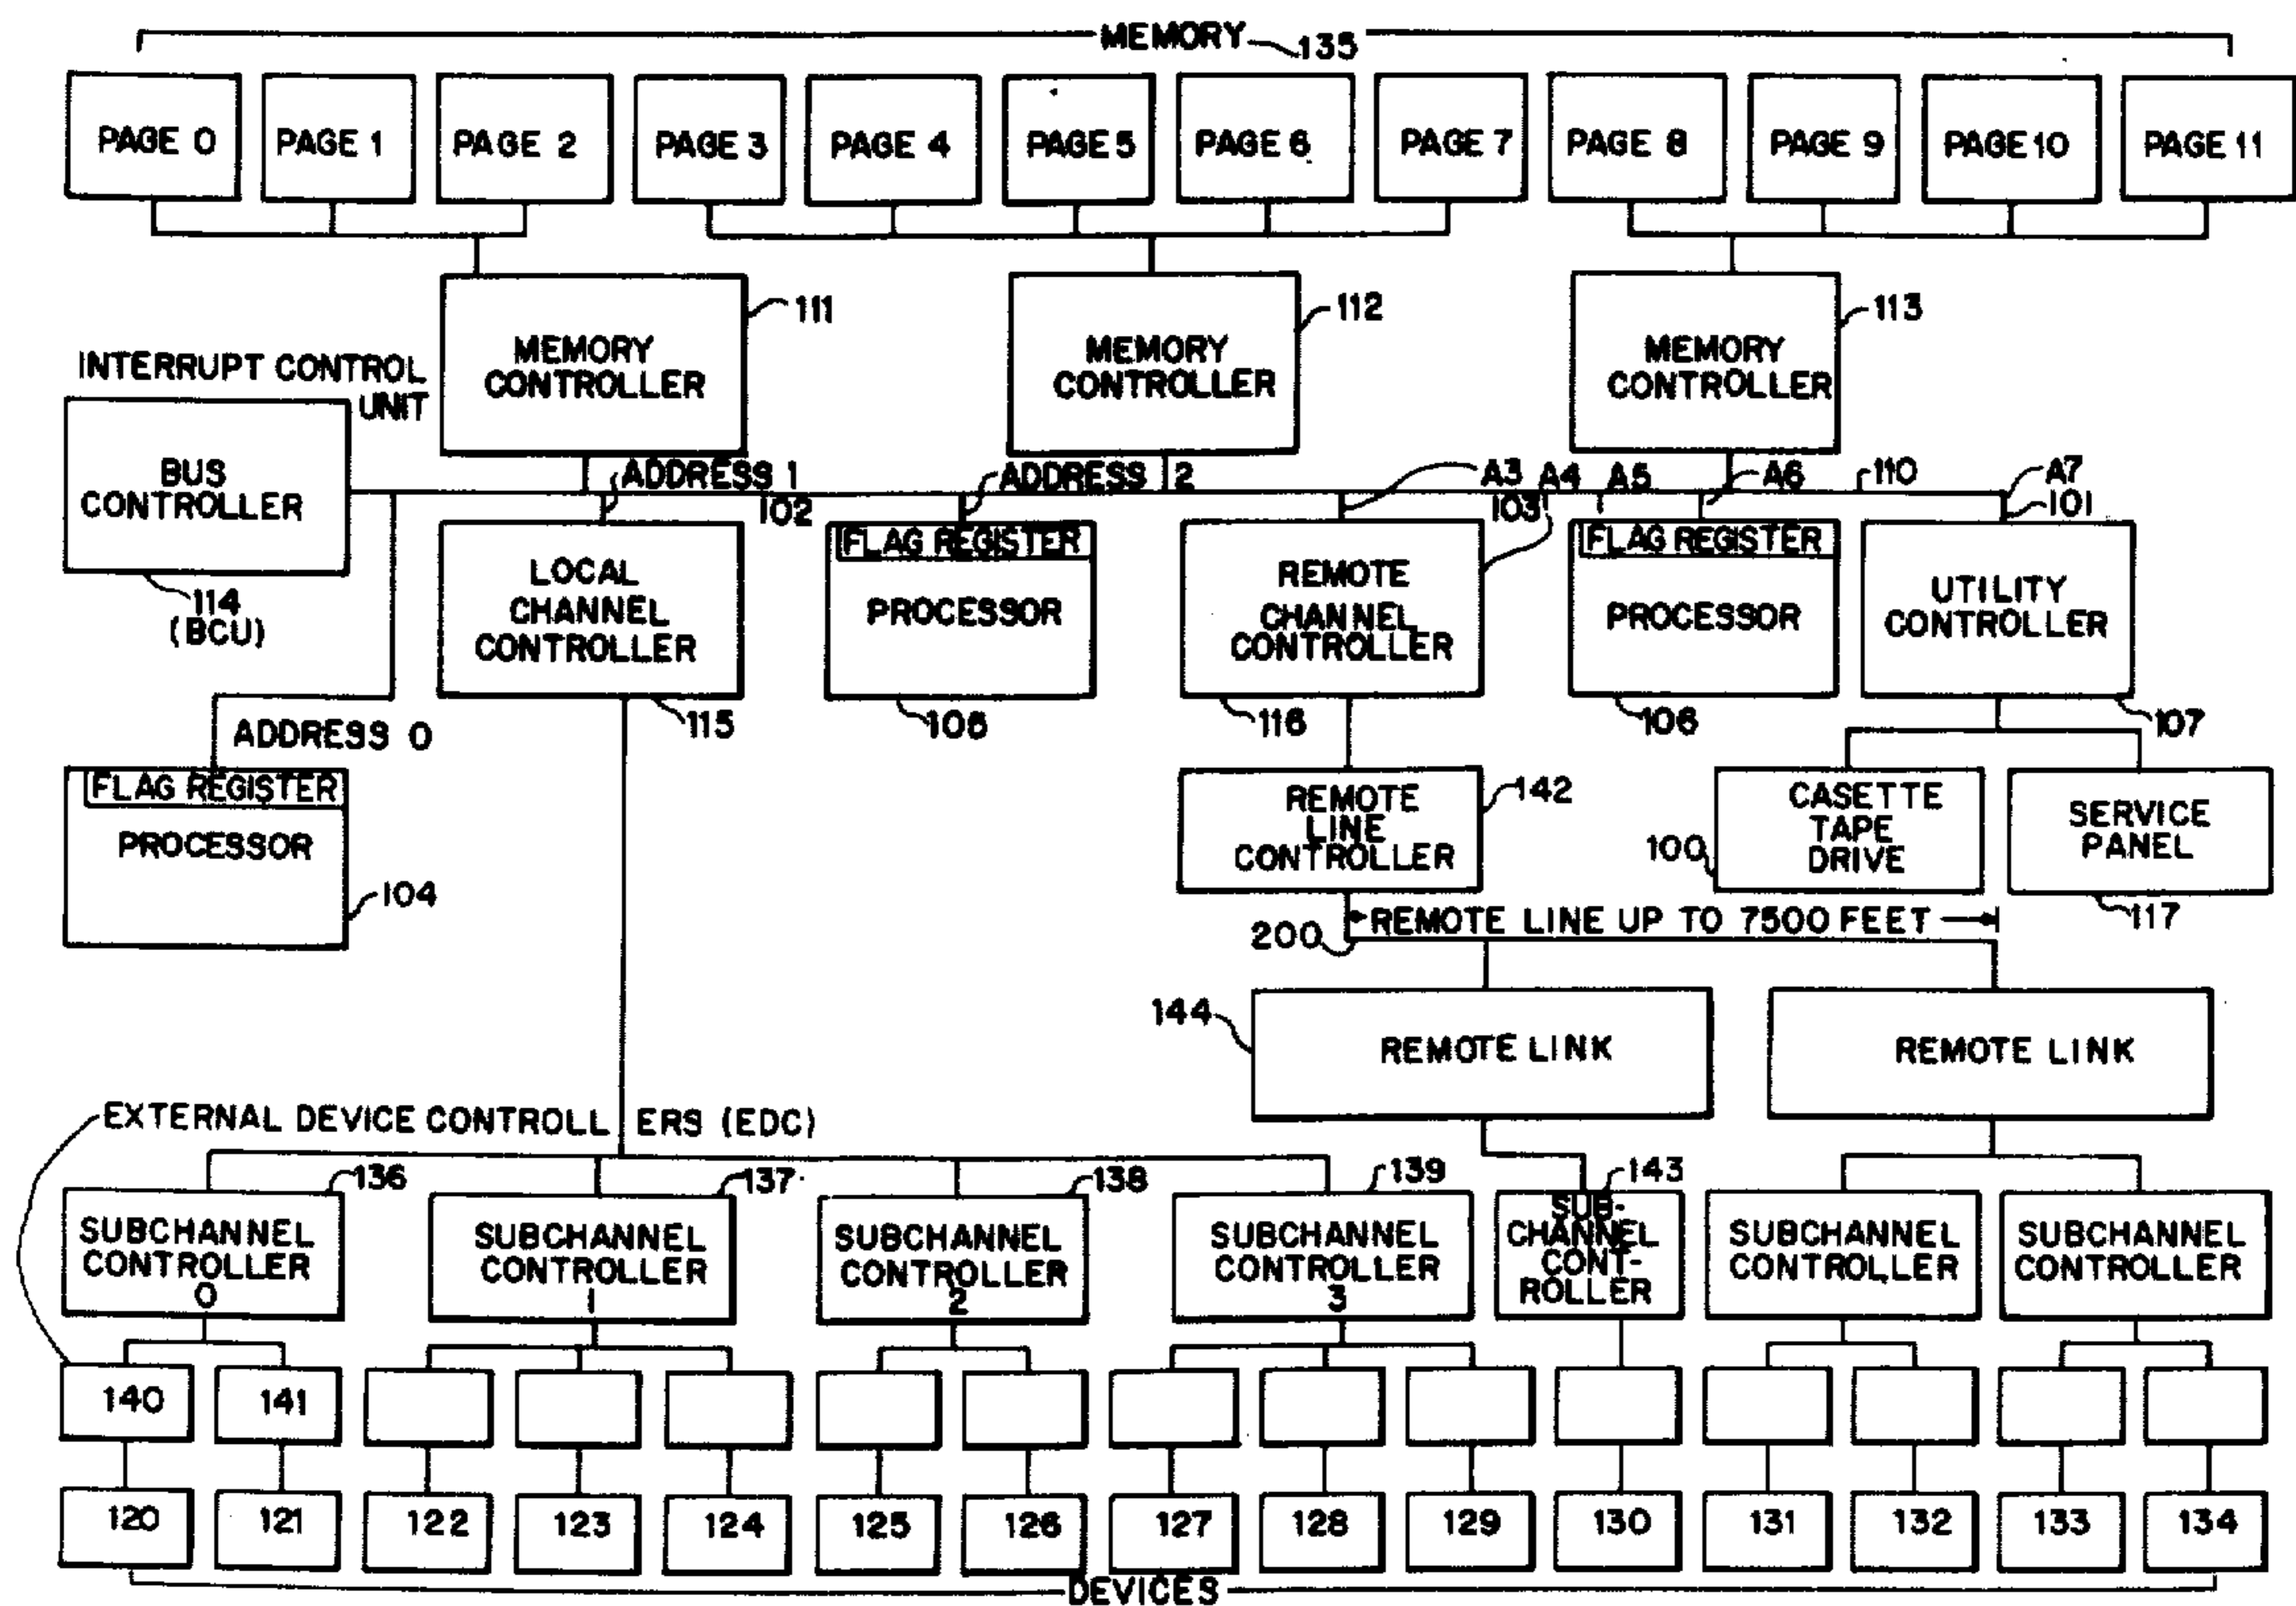 MEMORY 135
PAGE 0 PAGE 1 PAGE 2 PAGE 3 PAGE 4 PAGE 5 PAGE 6 PAGE 7 PAGE 8 PAGE 9 PAGE 10 PAGE 11
111 112 113
MEMORY CONTROLLER
MEMORY CONTROLLER
MEMORY CONTROLLER
INTERRUPT CONTROL
UNIT
BUS
CONTROLLER
114
(BCU)
ADDRESS 1
102
ADDRESS 2
A3 A4 A5 A6 110 A7
103
101
LOCAL
CHANNEL
CONTROLLER
115
FLAG REGISTER
PROCESSOR
REMOTE
CHANNEL
CONTROLLER
116
FLAG REGISTER
PROCESSOR
106
UTILITY
CONTROLLER
107
ADDRESS 0
FLAG REGISTER
PROCESSOR
104
REMOTE
LINE
CONTROLLER
142
CASETTE
TAPE
DRIVE
100
SERVICE
PANEL
117
REMOTE LINE UP TO 7500 FEET
200
144
REMOTE LINK
REMOTE LINK
EXTERNAL DEVICE CONTROLL ERS (EDC)
136 137 138 139 143
SUBCHANNEL
CONTROLLER
0
SUBCHANNEL
CONTROLLER
1
SUBCHANNEL
CONTROLLER
2
SUBCHANNEL
CONTROLLER
3
SUB-
CHANNEL
CONT-
ROLLER
SUBCHANNEL
CONTROLLER
SUBCHANNEL
CONTROLLER
140 141
120 121 122 123 124 125 126 127 128 129 130 131 132 133 134
DEVICES